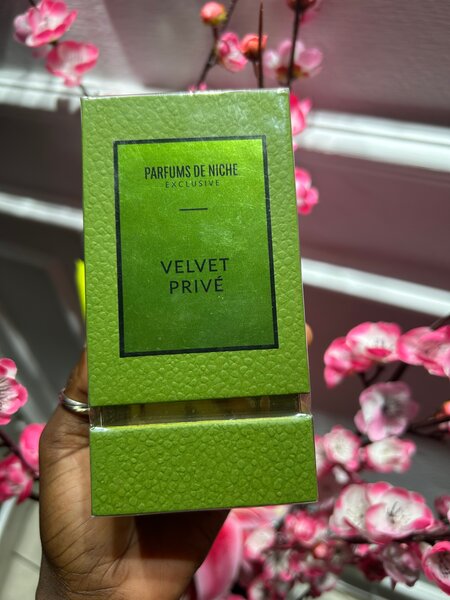 PARFUMS DE NICHE
EXCLUSIVE
VELVET
PRIVÉ